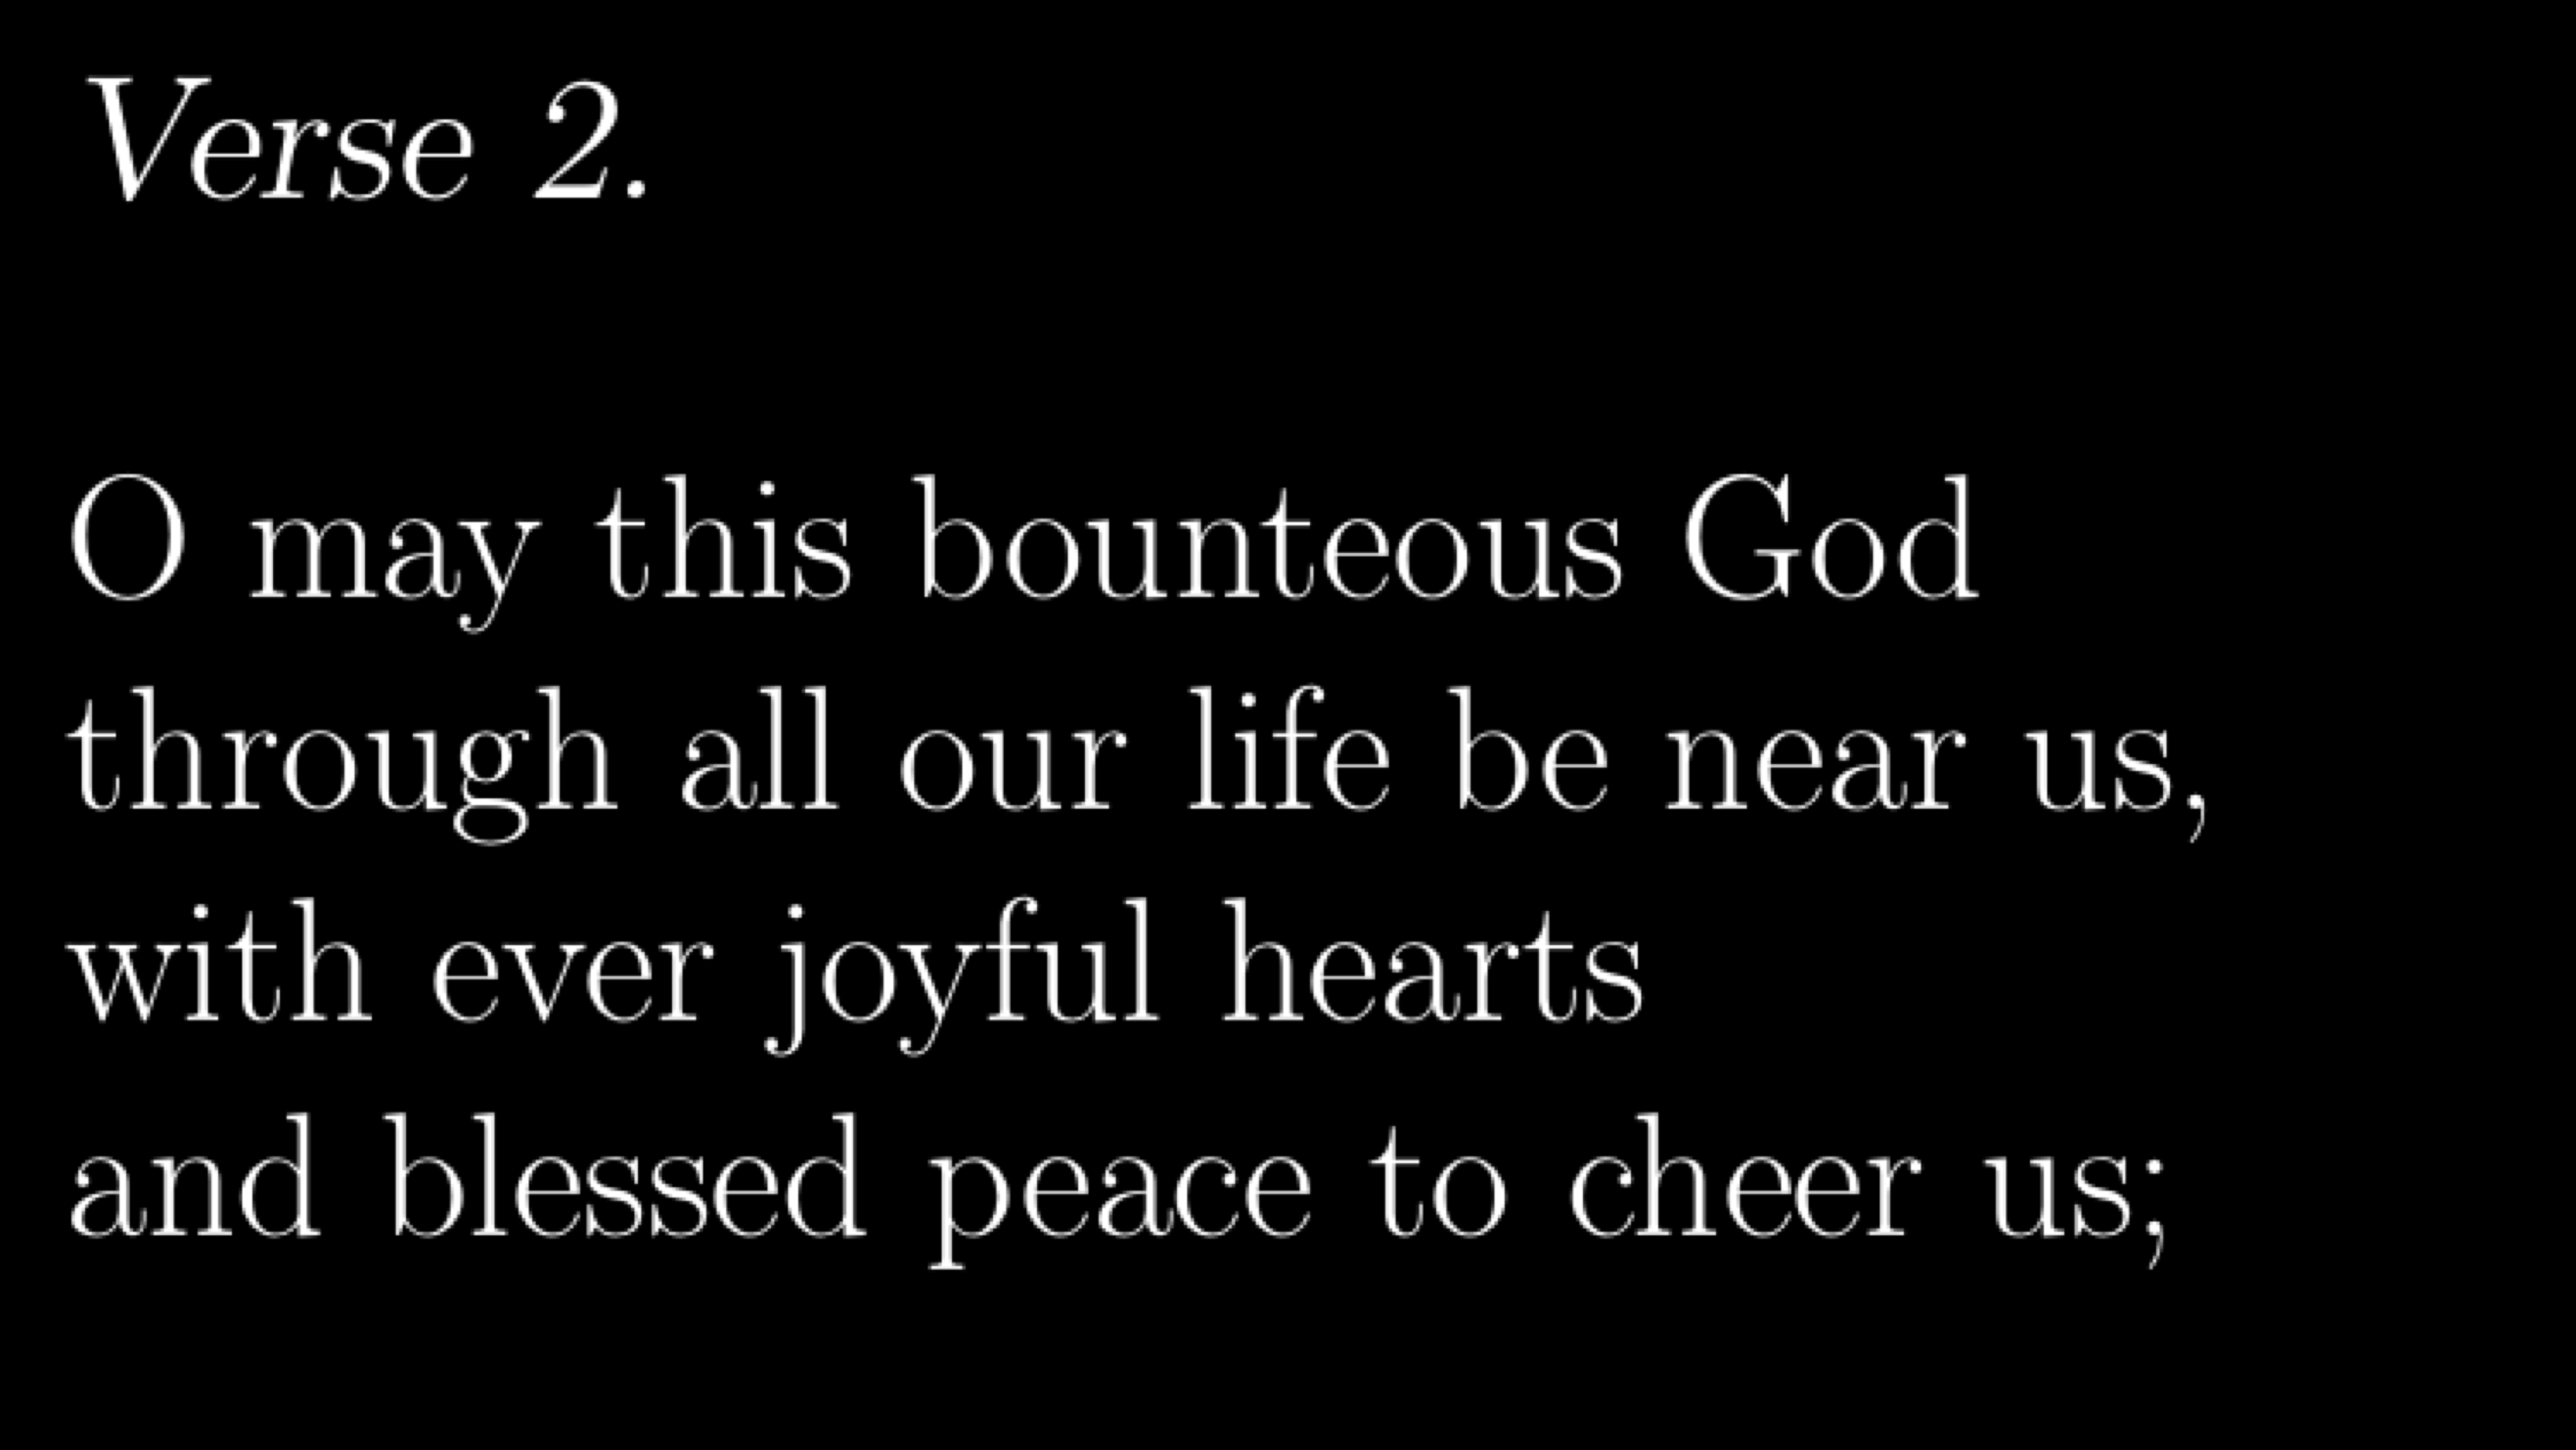 Verse 2.
O may this bounteous God
through all our life be near us,
with ever joyful hearts
and blessed peace to cheer us;